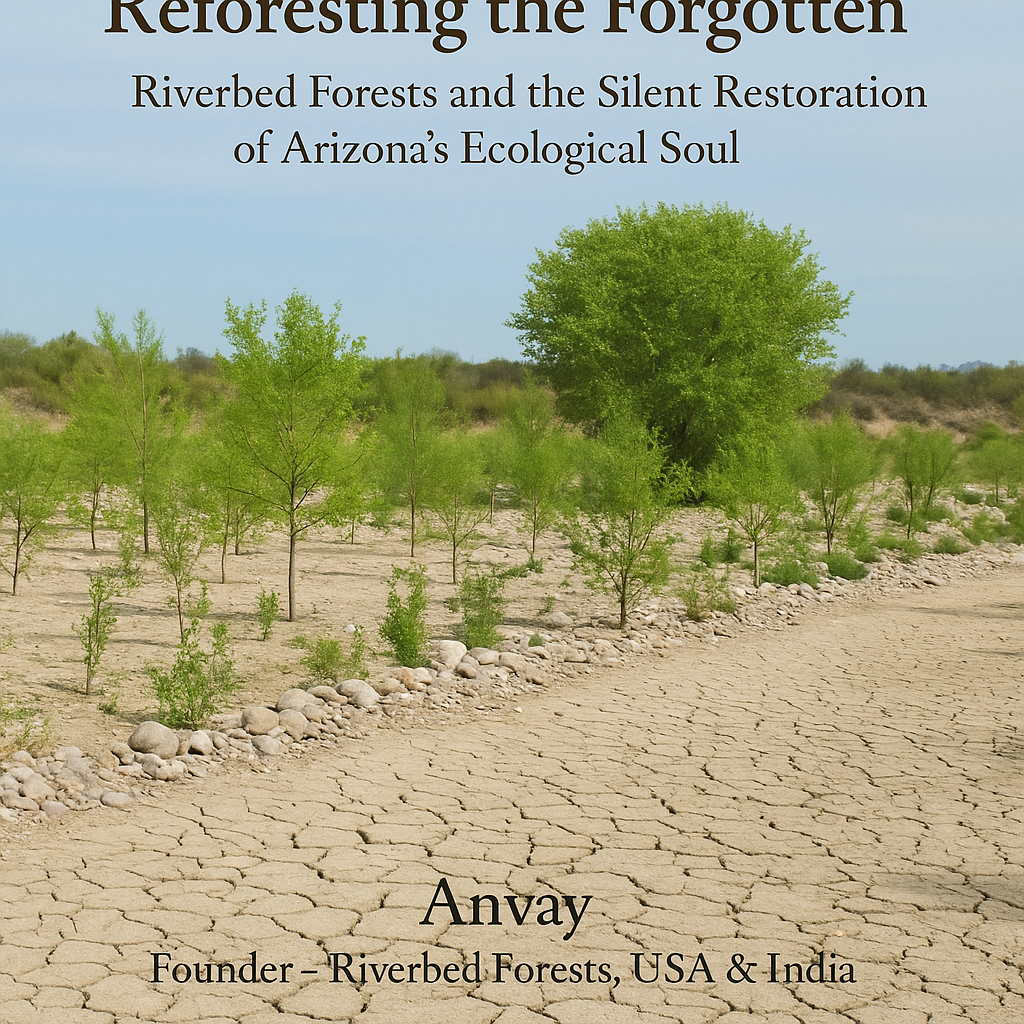 Reforesting the Forgotten
Riverbed Forests and the Silent Restoration
of Arizona’s Ecological Soul
Anvay
Founder – Riverbed Forests, USA & India